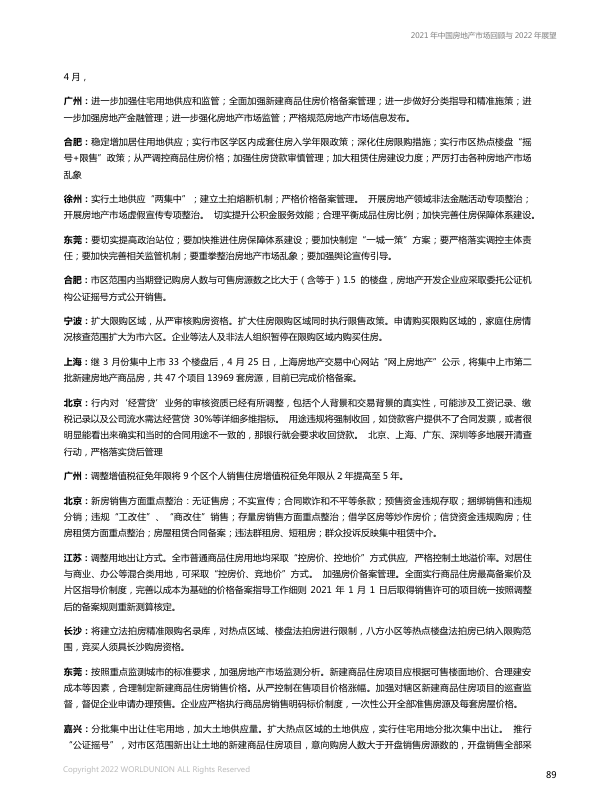 2021 年中国房地产市场回顾与 2022 年展望
4 月，
广州：进一步加强住宅用地供应和监管；全面加强新建商品住房价格备案管理；进一步做好分类指导和精准施策；进
一步加强房地产金融管理；进一步强化房地产市场监管；严格规范房地产市场信息发布。
合肥：稳定增加居住用地供应；实行市区学区内成套住房入学年限政策；深化住房限购措施；实行市区热点楼盘“摇
号+限售”政策；从严调控商品住房价格；加强住房贷款审慎管理；加大租赁住房建设力度；严厉打击各种房地产市场
乱象
徐州：实行土地供应“两集中”；建立土拍熔断机制；严格价格备案管理。 开展房地产领域非法金融活动专项整治；
开展房地产市场虚假宣传专项整治。 切实提升公积金服务效能；合理平衡成品住房比例；加快完善住房保障体系建设。
东莞：要切实提高政治站位；要加快推进住房保障体系建设；要加快制定“一城一策”方案；要严格落实调控主体责
任；要加快完善相关监管机制；要重拳整治房地产市场乱象；要加强舆论宣传引导。
合肥：市区范围内当期登记购房人数与可售房源数之比大于（含等于）1.5 的楼盘，房地产开发企业应采取委托公证机
构公证摇号方式公开销售。
宁波：扩大限购区域，从严审核购房资格。扩大住房限购区域同时执行限售政策。申请购买限购区域的，家庭住房情
况核查范围扩大为市六区。企业等法人及非法人组织暂停在限购区域内购买住房。
上海：继 3 月份集中上市 33 个楼盘后，4 月 25 日，上海房地产交易中心网站“网上房地产”公示，将集中上市第二
批新建房地产商品房，共 47 个项目 13969 套房源，目前已完成价格备案。
北京：行内对‘经营贷’业务的审核资质已经有所调整，包括个人背景和交易背景的真实性，可能涉及工资记录、缴
税记录以及公司流水需达经营贷 30%等详细多维指标。 用途违规将强制收回，如贷款客户提供不了合同发票，或者很
明显能看出来确实和当时的合同用途不一致的，那银行就会要求收回贷款。 北京、上海、广东、深圳等多地展开清查
行动，严格落实贷后管理
广州：调整增值税征免年限将 9 个区个人销售住房增值税征免年限从 2 年提高至 5 年。
北京：新房销售方面重点整治：无证售房；不实宣传；合同欺诈和不平等条款；预售资金违规存取；捆绑销售和违规
分销；违规“工改住”、“商改住”销售；存量房销售方面重点整治：借学区房等炒作房价；信贷资金违规购房；住
房租赁方面重点整治；房屋租赁合同备案；违法群租房、短租房；群众投诉反映集中租赁中介。
江苏：调整用地出让方式。全市普通商品住房用地均采取“控房价、控地价”方式供应，严格控制土地溢价率。对居住
与商业、办公等混合类用地，可采取“控房价、竞地价”方式。 加强房价备案管理。全面实行商品住房最高备案价及
片区指导价制度，完善以成本为基础的价格备案指导工作细则 2021 年 1 月 1 日后取得销售许可的项目统一按照调整
后的备案规则重新测算核定。
长沙：将建立法拍房精准限购名录库，对热点区域、楼盘法拍房进行限制，八方小区等热点楼盘法拍房已纳入限购范
围，竞买人须具长沙购房资格。
东莞：按照重点监测城市的标准要求，加强房地产市场监测分析。新建商品住房项目应根据可售楼面地价、合理建安
成本等因素，合理制定新建商品住房销售价格。从严控制在售项目价格涨幅。加强对辖区新建商品住房项目的巡查监
督，督促企业申请办理预售。企业应严格执行商品房销售明码标价制度，一次性公开全部准售房源及每套房屋价格。
嘉兴：分批集中出让住宅用地，加大土地供应量。扩大热点区域的土地供应，实行住宅用地分批次集中出让。 推行
“公证摇号”，对市区范围新出让土地的新建商品住房项目，意向购房人数大于开盘销售房源数的，开盘销售全部采
Copyright 2022 WORLDUNION ALL Rights Reserved
89